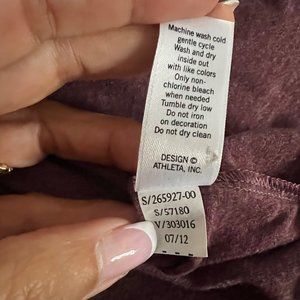 Machine wash cold
gentle cycle
Wash and dry
inside out
with like colors
Only non-
chlorine bleach
when needed
Tumble dry low
Do not iron
on decoration
Do not dry clean
DESIGN ©
ATHLETA, INC.
S/265927-00
S/57180
V/303016
07/12